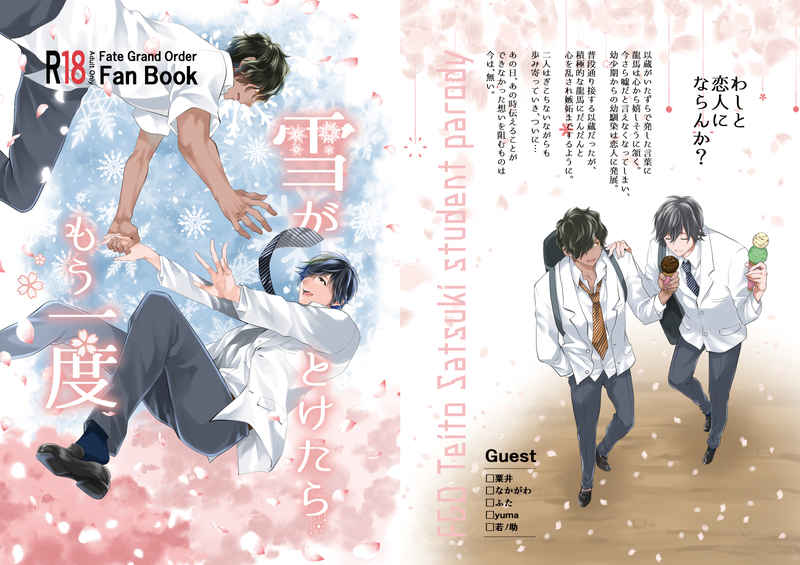 R18
Adult Only
Fate Grand Order
Fan Book
雪が
とけたら…
もう一度
FGO Teito Satsuki student parody
わしと
恋人に
ならんか?
以蔵がいたずらで発した言葉に
龍馬は心から嬉しそうに頷く。
今さら嘘だと言えなくなってしまい、
幼少期からの幼馴染は恋人に発展。
普段通り接する以蔵だったが、
積極的な龍馬にだんだんと
心を乱され嫉妬までするように。
二人はぎこちないながらも
歩み寄っていき、ついに…
あの日、あの時伝えることが
できなかった想いを阻むものは
今は、無い。
Guest
□粟井
□なかがわ
□ふた
□yuma
□若ノ助